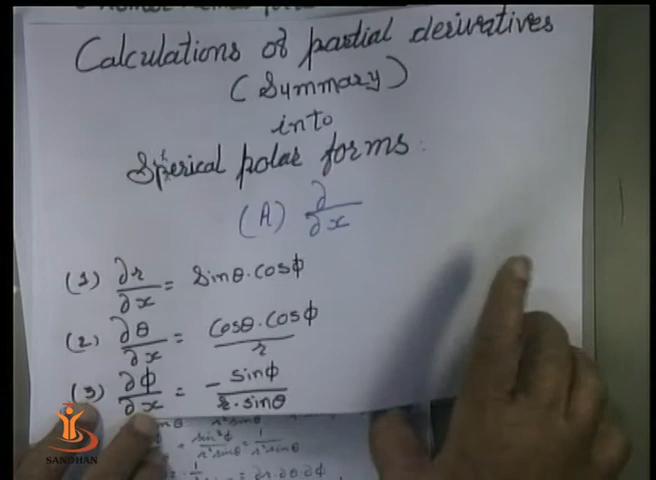 Calculations of partial derivatives
(Summary)
into
Sperical polar forms:
(A) ∂/∂x
(1) ∂r/∂x = Sinθ.cosϕ
(2) ∂θ/∂x = Cosθ.Cosϕ/r
(3) ∂ϕ/∂x = - Sinϕ/r.sinθ
SANDHAN